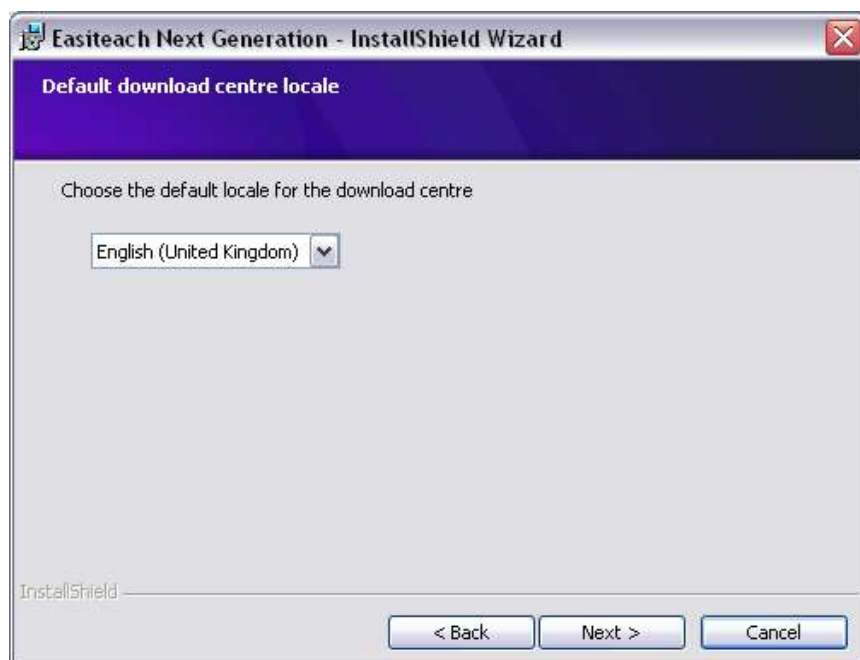 Easiteach Next Generation - InstallShield Wizard
Default download centre locale
Choose the default locale for the download centre
English (United Kingdom)
InstallShield
< Back Next > Cancel